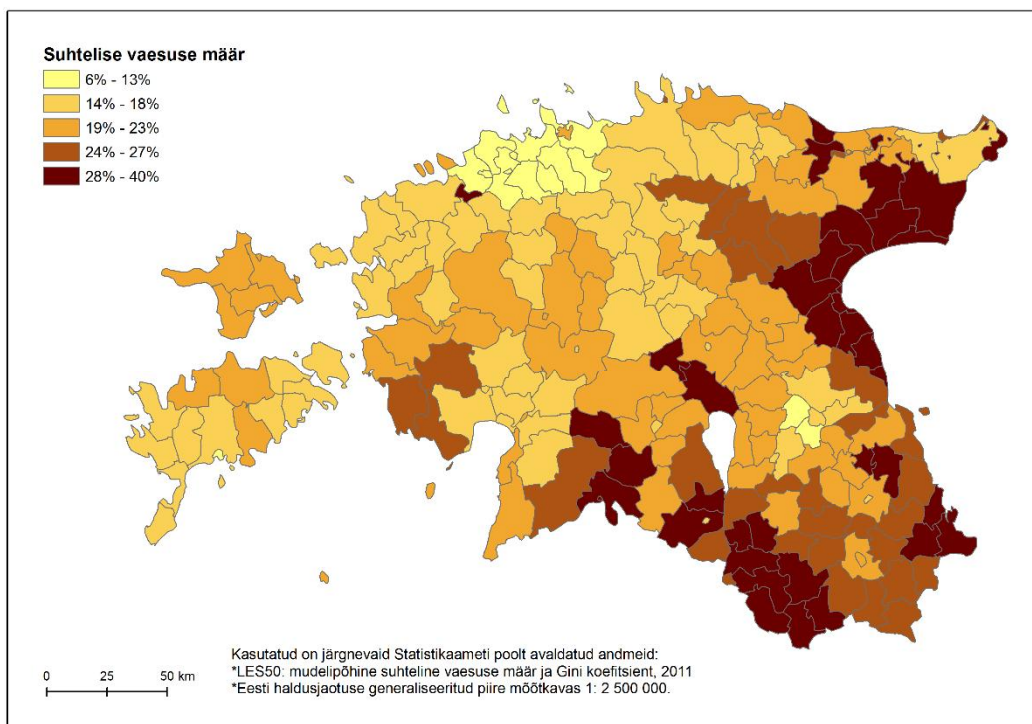 Suhtelise vaesuse määr
6% - 13%
14% - 18%
19% - 23%
24% - 27%
28% - 40%
Kasutatud on järgnevaid Statistikaameti poolt avaldatud andmeid:
*LES50: mudelipõhine suhteline vaesuse määr ja Gini koefitsient, 2011
*Eesti haldusjaotuse generaliseeritud piire mõõtkavas 1: 2 500 000.
0 25 50 km